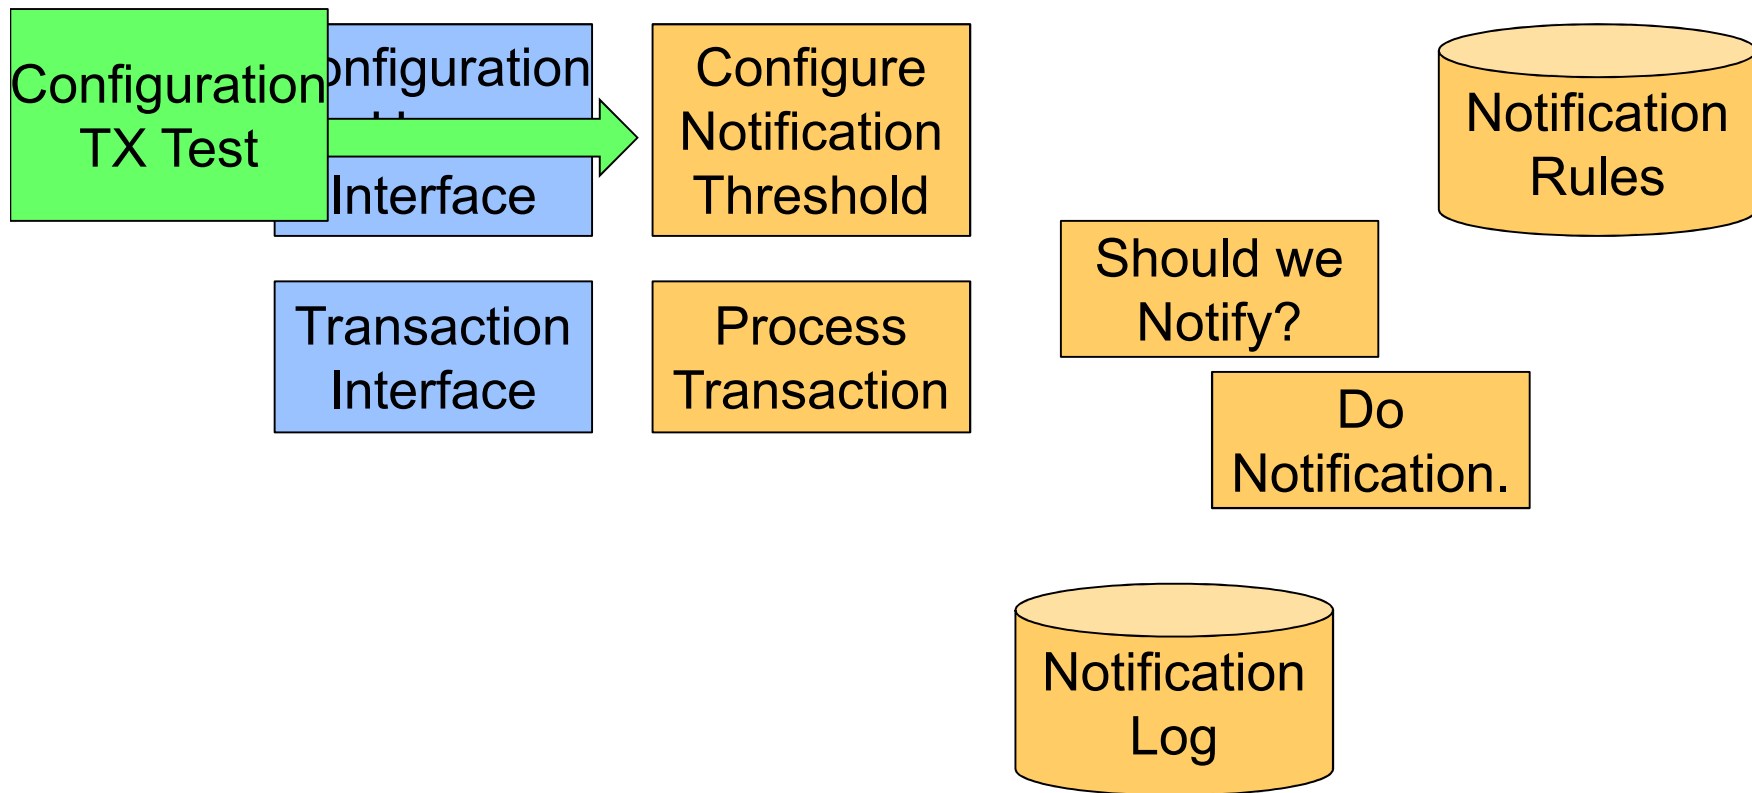 Configuration
TX Test
onfiguration
Interface
Configure
Notification
Threshold
Notification
Rules
Should we
Notify?
Transaction
Interface
Process
Transaction
Do
Notification.
Notification
Log